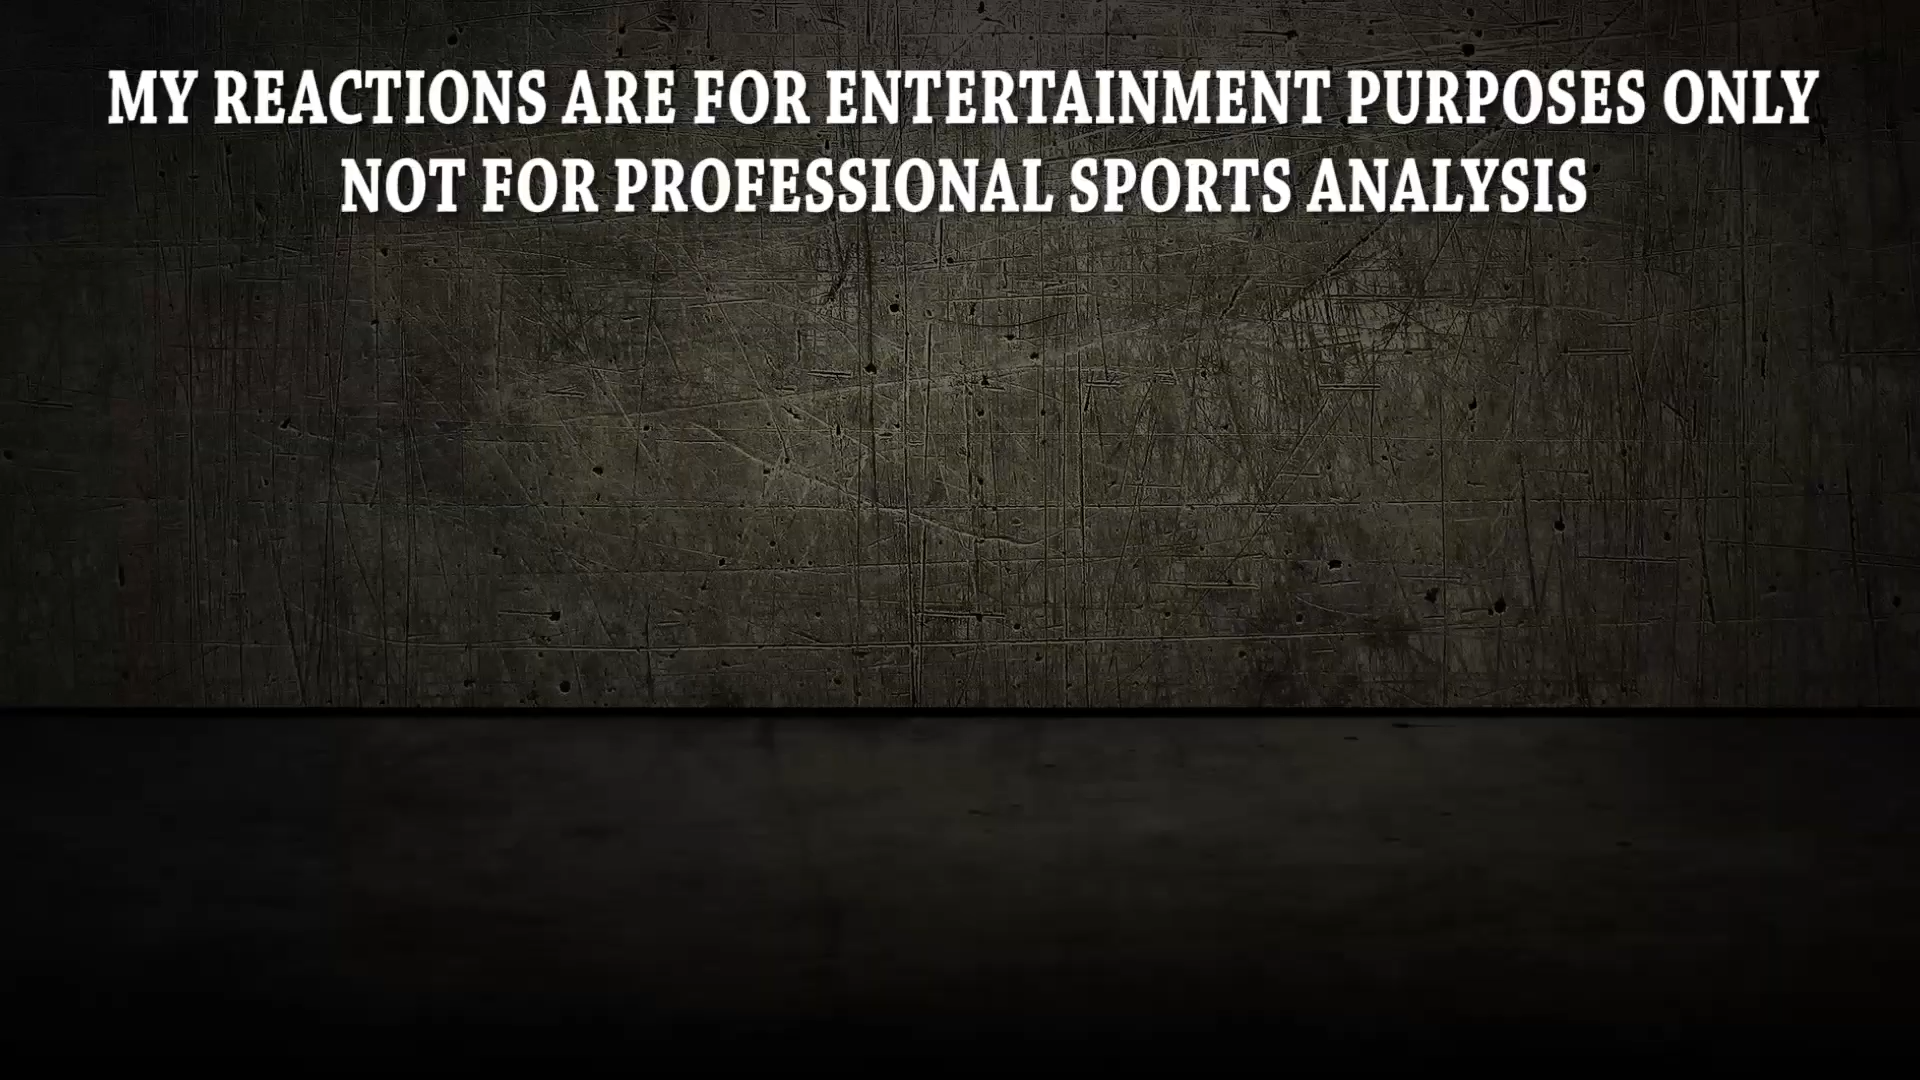 MY REACTIONS ARE FOR ENTERTAINMENT PURPOSES ONLY
NOT FOR PROFESSIONAL SPORTS ANALYSIS